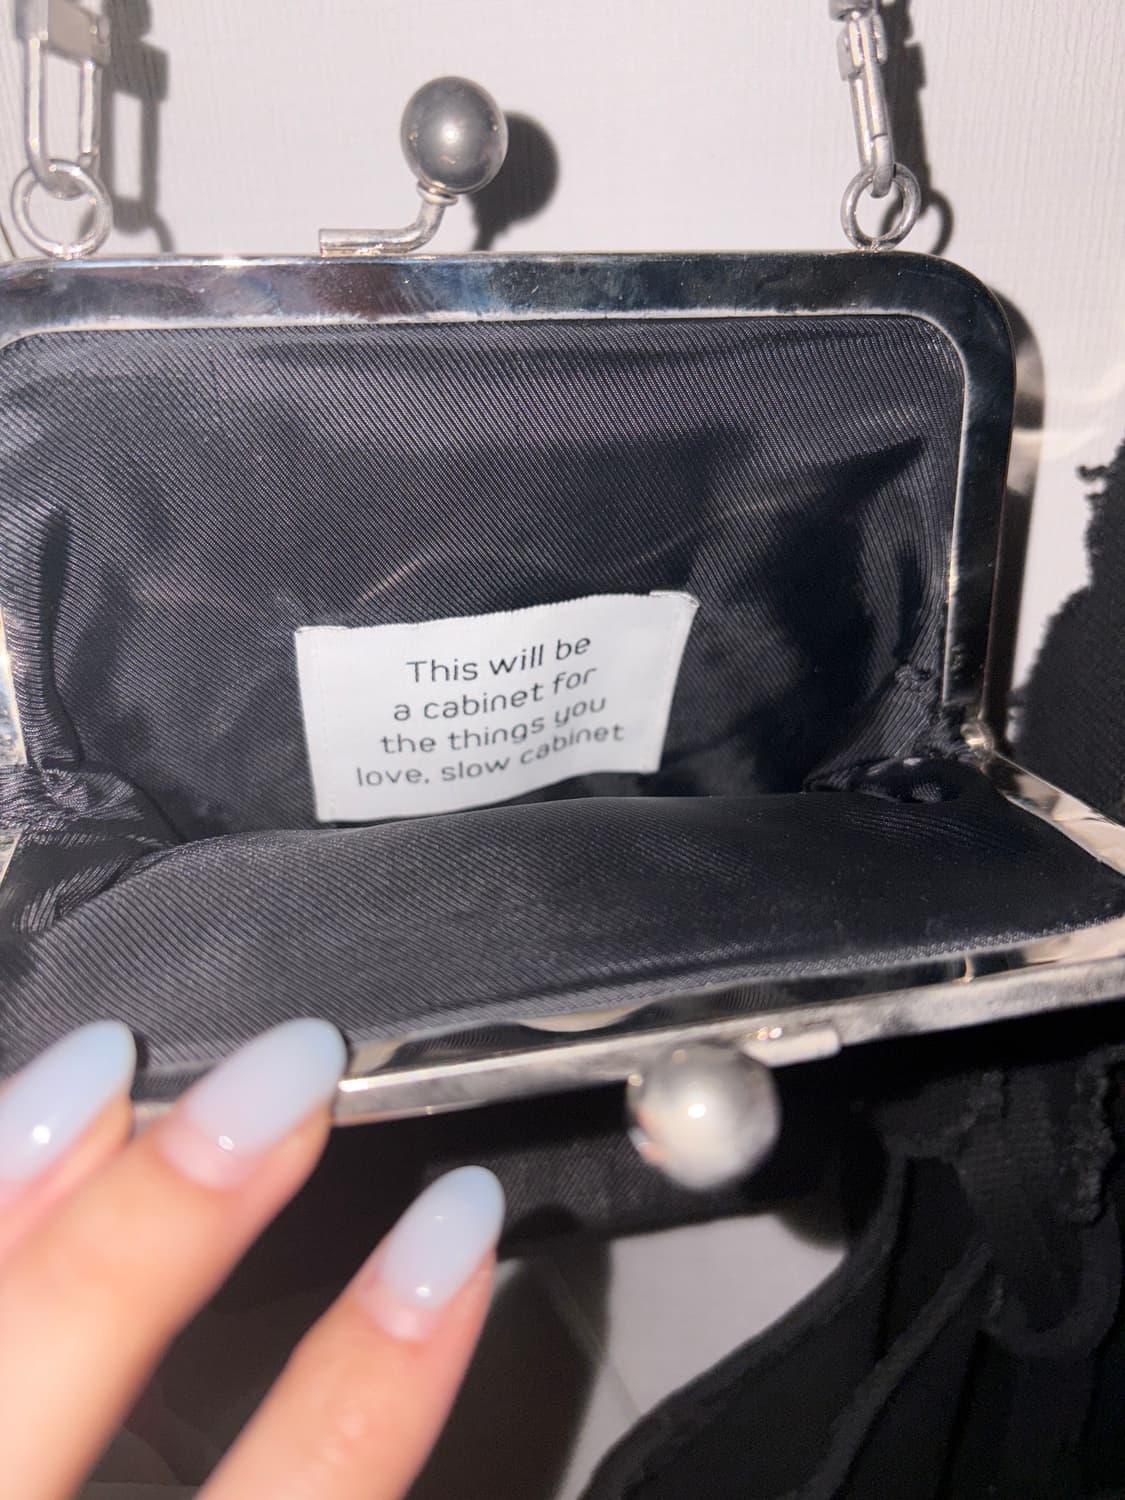 This will be
a cabinet for
the things you
love, slow cabinet